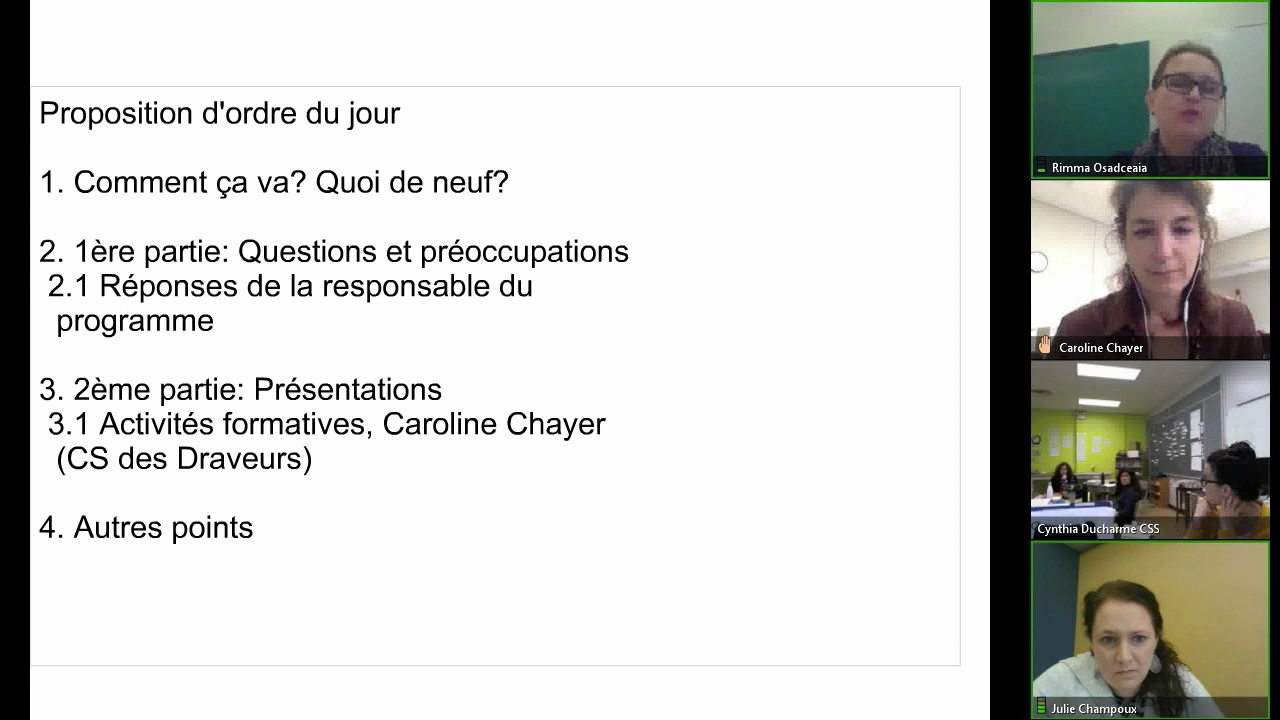 Proposition d'ordre du jour
1. Comment ça va? Quoi de neuf?
2. 1ère partie: Questions et préoccupations
2.1 Réponses de la responsable du
programme
3. 2ème partie: Présentations
3.1 Activités formatives, Caroline Chayer
(CS des Draveurs)
4. Autres points
Rimma Osadceaia
Caroline Chayer
Cynthia Ducharme CSS
Julie Champoux